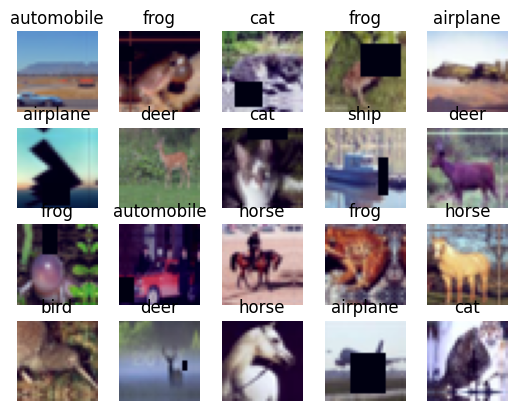 automobile frog cat frog airplane
airplane deer cat ship deer
frog automobile horse frog horse
bird deer horse airplane cat